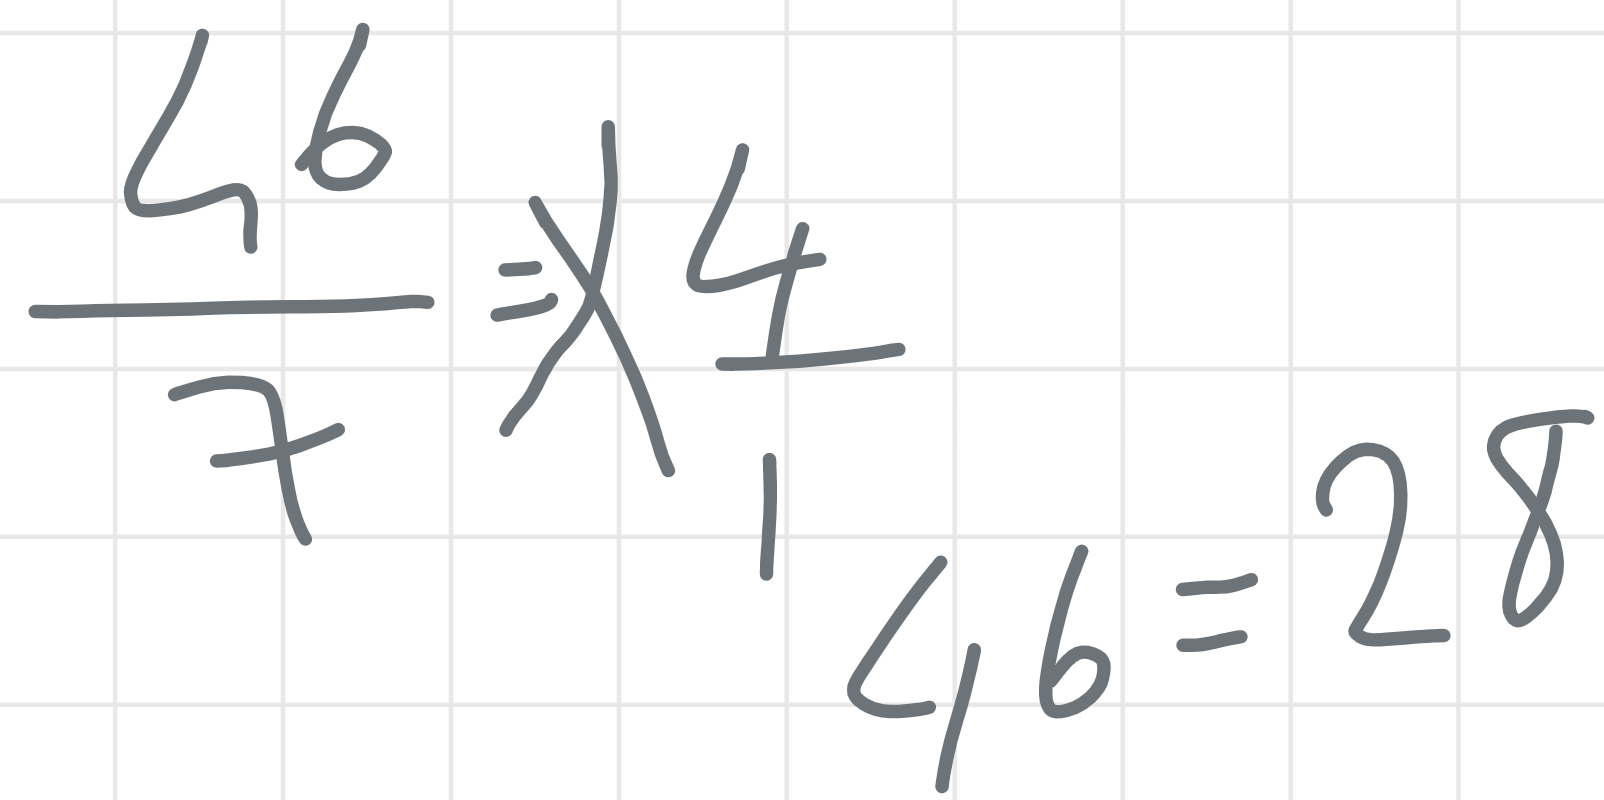 4b/7 = 4/1
4b = 28